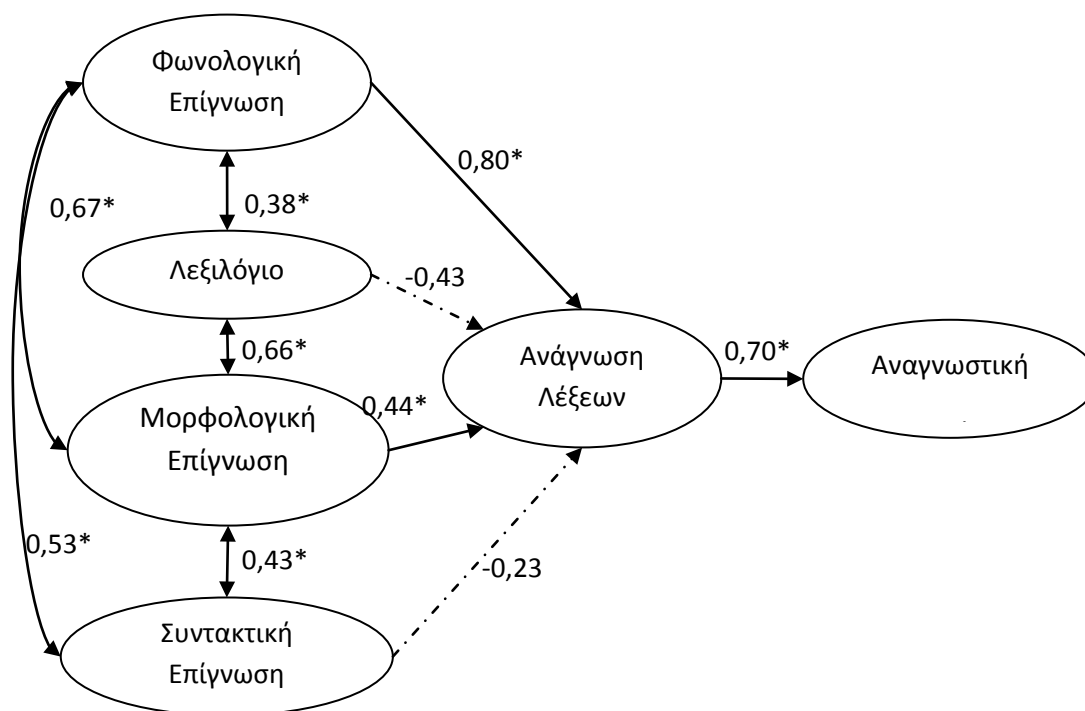 Φωνολογική
Επίγνωση
0,80*
0,67*
0,38*
Λεξιλόγιο
-0,43
0,66*
Ανάγνωση
Λέξεων
0,70*
Αναγνωστική
Μορφολογική
Επίγνωση
0,44*
0,53*
0,43*
-0,23
Συντακτική
Επίγνωση